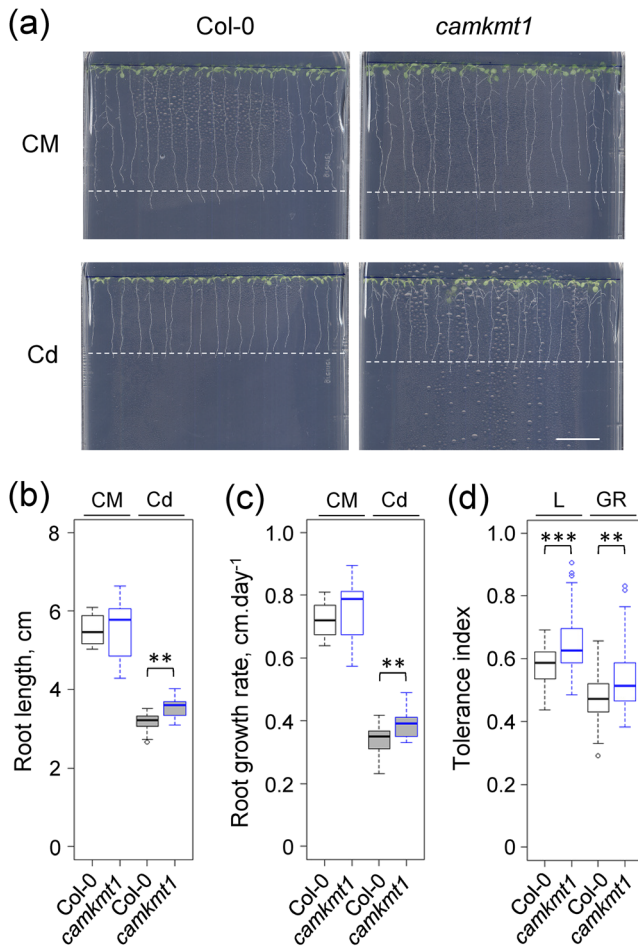 (a)
Col-0
camkmt1
CM
Cd
(b)
CM
Cd
8
6
4
2
0
Root length, cm
**
Col-0
camkmt1
Col-0
camkmt1
(c)
CM
Cd
1.0
0.8
0.6
0.4
0.2
0
Root growth rate, cm.day⁻¹
**
Col-0
camkmt1
Col-0
camkmt1
(d)
L
GR
1.0
0.8
0.6
0.4
0.2
0
Tolerance index
***
**
Col-0
camkmt1
Col-0
camkmt1